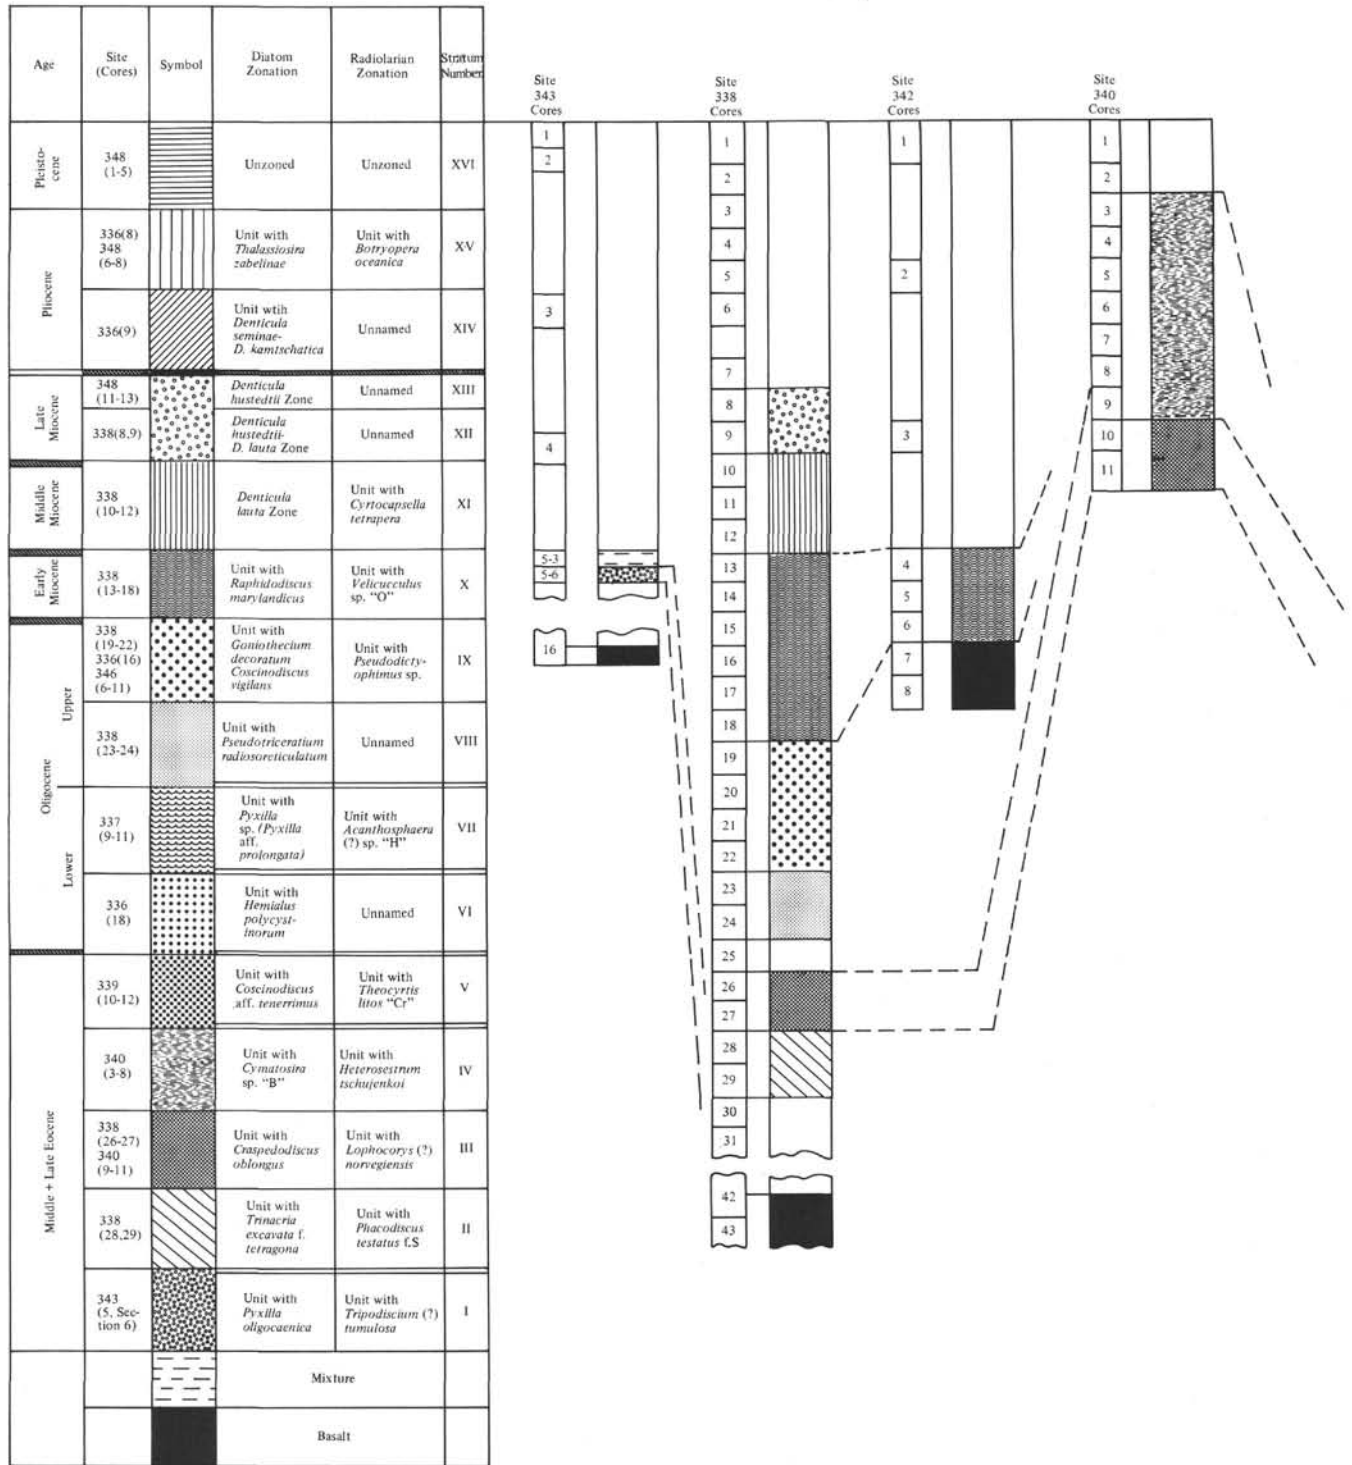 Age
Site
(Cores)
Symbol
Diatom
Zonation
Radiolarian
Zonation
Stratum
Number
Pleisto-
cene
348
(1-5)
Unzoned
Unzoned
XVI
Pliocene
336(8)
348
(6-8)
Unit with
Thalassiosira
zabelinae
Unit with
Botryopera
oceanica
XV
336(9)
Unit wtih
Denticula
seminae-
D. kamtschatica
Unnamed
XIV
Late
Miocene
348
(11-13)
Denticula
hustedtii Zone
Unnamed
XIII
338(8,9)
Denticula
hustedtii-
D. lauta Zone
Unnamed
XII
Middle
Miocene
338
(10-12)
Denticula
lauta Zone
Unit with
Cyrtocapsella
tetrapera
XI
Early
Miocene
338
(13-18)
Unit with
Raphidodiscus
marylandicus
Unit with
Velicucculus
sp. "O"
X
Oligocene
Upper
338
(19-22)
336(16)
346
(6-11)
Unit with
Goniothecium
decoratum
Coscinodiscus
vigilans
Unit with
Pseudodicty-
ophimus sp.
IX
338
(23-24)
Unit with
Pseudotriceratium
radiosoreticulatum
Unnamed
VIII
Lower
337
(9-11)
Unit with
Pyxilla
sp. (Pyxilla
aff.
prolongata)
Unit with
Acanthosphaera
(?) sp. "H"
VII
336
(18)
Unit with
Hemialus
polycyst-
inorum
Unnamed
VI
Middle + Late Eocene
339
(10-12)
Unit with
Coscinodiscus
aff. tenerrimus
Unit with
Theocyrtis
litos "Cr"
V
340
(3-8)
Unit with
Cymatosira
sp. "B"
Unit with
Heterosestrum
tschujenkoi
IV
338
(26-27)
340
(9-11)
Unit with
Craspedodiscus
oblongus
Unit with
Lophocorys (?)
norvegiensis
III
338
(28,29)
Unit with
Trinacria
excavata f.
tetragona
Unit with
Phacodiscus
testatus f.S
II
343
(5, Sec-
tion 6)
Unit with
Pyxilla
oligocaenica
Unit with
Tripodiscium (?)
tumulosa
I
Mixture
Basalt
Site
343
Cores
1
2
3
4
5-3
5-6
16
Site
338
Cores
1
2
3
4
5
6
7
8
9
10
11
12
13
14
15
16
17
18
19
20
21
22
23
24
25
26
27
28
29
30
31
42
43
Site
342
Cores
1
2
3
4
5
6
7
8
Site
340
Cores
1
2
3
4
5
6
7
8
9
10
11